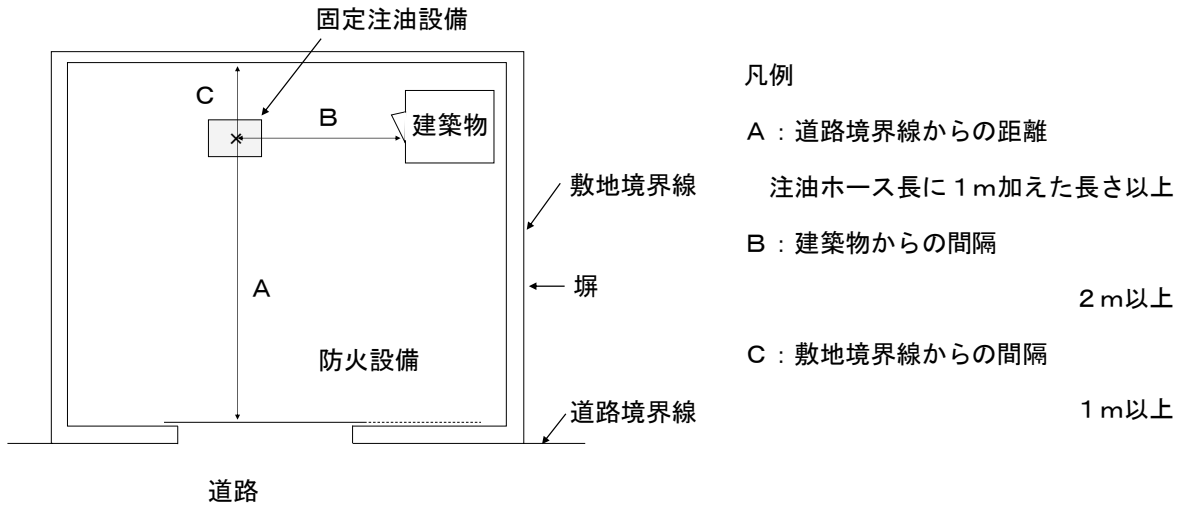 固定注油設備
C
B
建築物
敷地境界線
A
塀
防火設備
道路境界線
道路
凡例
A：道路境界線からの距離
注油ホース長に1m加えた長さ以上
B：建築物からの間隔
2m以上
C：敷地境界線からの間隔
1m以上